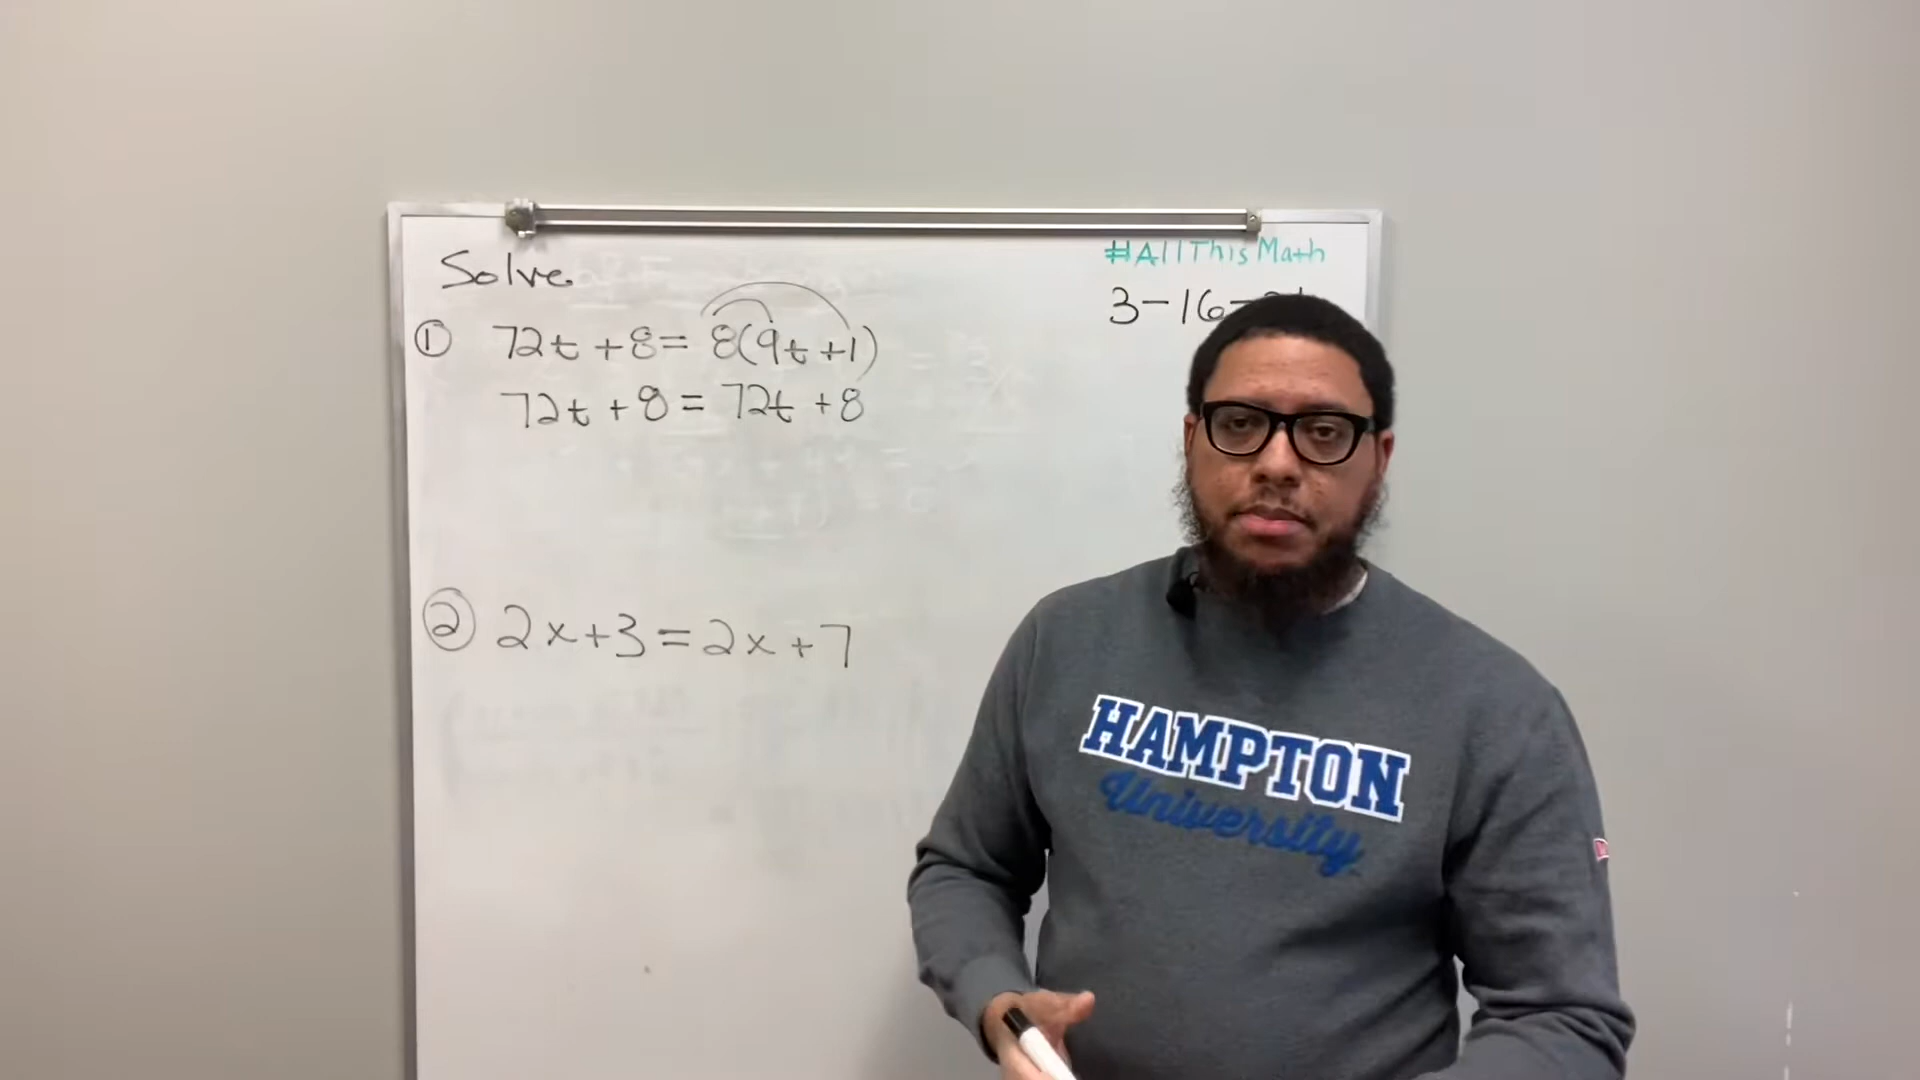 Solve
#AllThisMath
3-16-
① 72t + 8 = 8(9t + 1)
72t + 8 = 72t + 8
② 2x + 3 = 2x + 7
HAMPTON
University